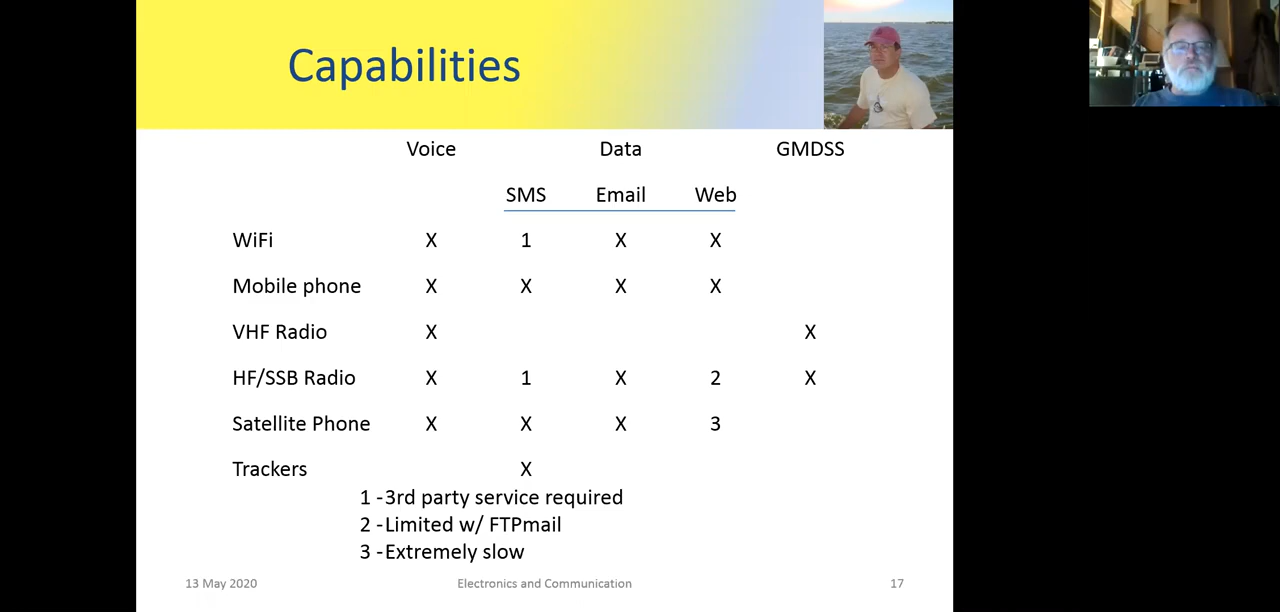 Capabilities
Voice Data GMDSS
SMS Email Web
WiFi X 1 X X
Mobile phone X X X X
VHF Radio X X
HF/SSB Radio X 1 X 2 X
Satellite Phone X X X 3
Trackers X
1 -3rd party service required
2 -Limited w/ FTPmail
3 -Extremely slow
13 May 2020 Electronics and Communication 17